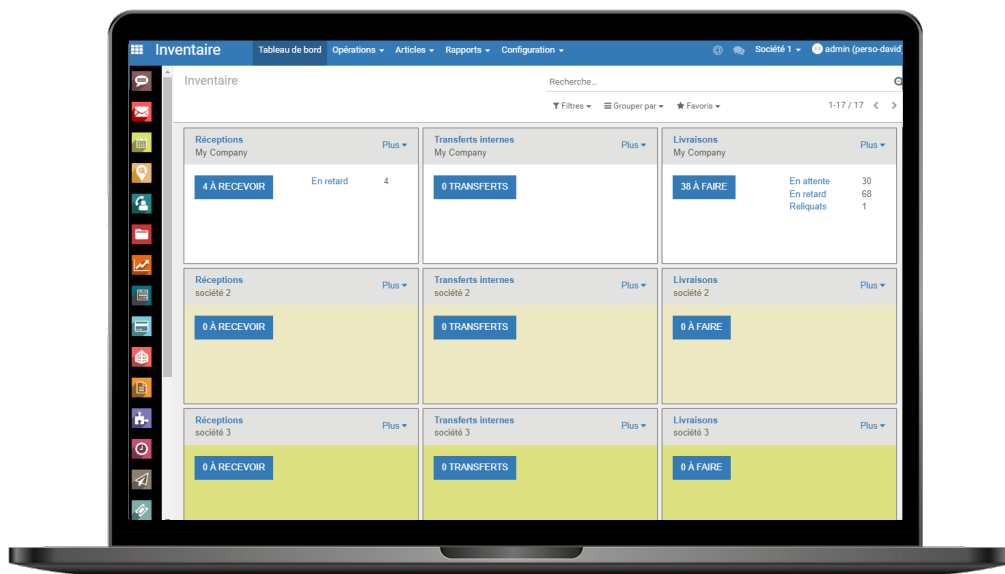 Inventaire Tableau de bord Opérations Articles Rapports Configuration @ Société 1 admin (perso-david)
Inventaire Recherche...
Filtres Grouper par Favoris 1-17 / 17
Réceptions Plus Transferts internes Plus Livraisons Plus
My Company My Company My Company
4 À RECEVOIR En retard 4 0 TRANSFERTS 38 À FAIRE En attente 30
En retard 68
Reliquats 1
Réceptions Plus Transferts internes Plus Livraisons Plus
société 2 société 2 société 2
0 À RECEVOIR 0 TRANSFERTS 0 À FAIRE
Réceptions Plus Transferts internes Plus Livraisons Plus
société 3 société 3 société 3
0 À RECEVOIR 0 TRANSFERTS 0 À FAIRE